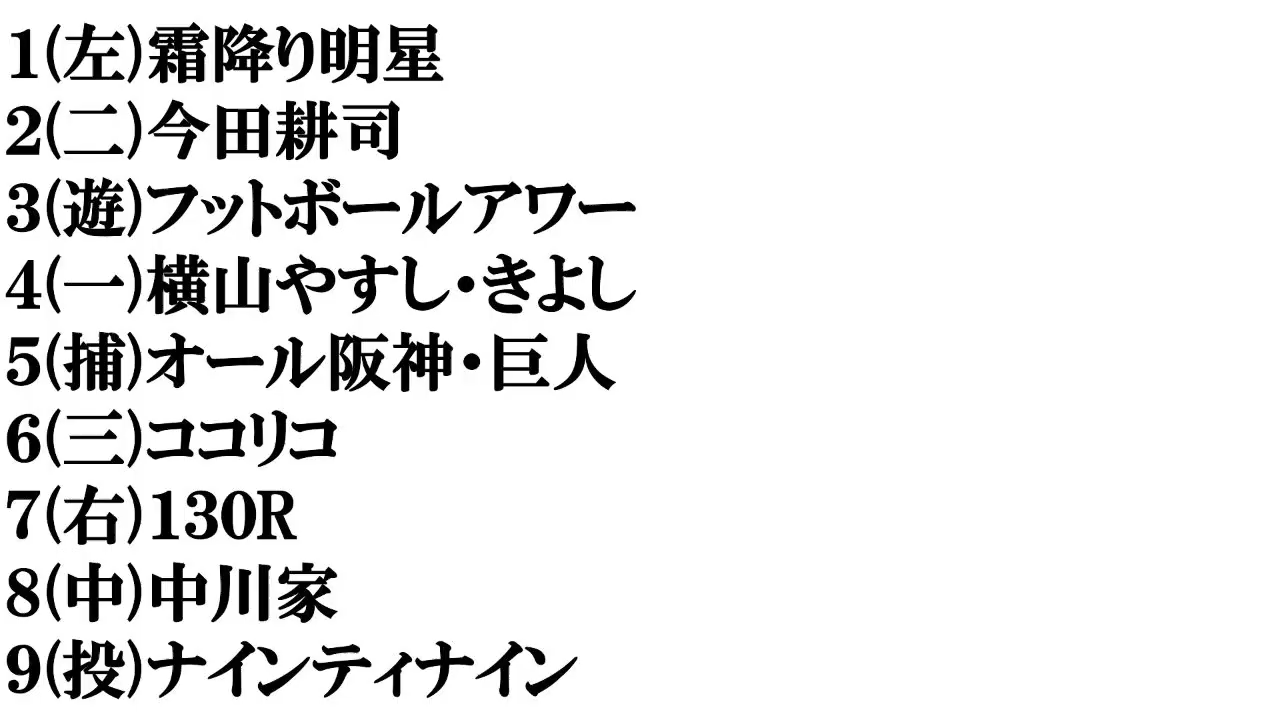 1(左)霜降り明星
2(二)今田耕司
3(遊)フットボールアワー
4(一)横山やすし・きよし
5(捕)オール阪神・巨人
6(三)ココリコ
7(右)130R
8(中)中川家
9(投)ナインティナイン